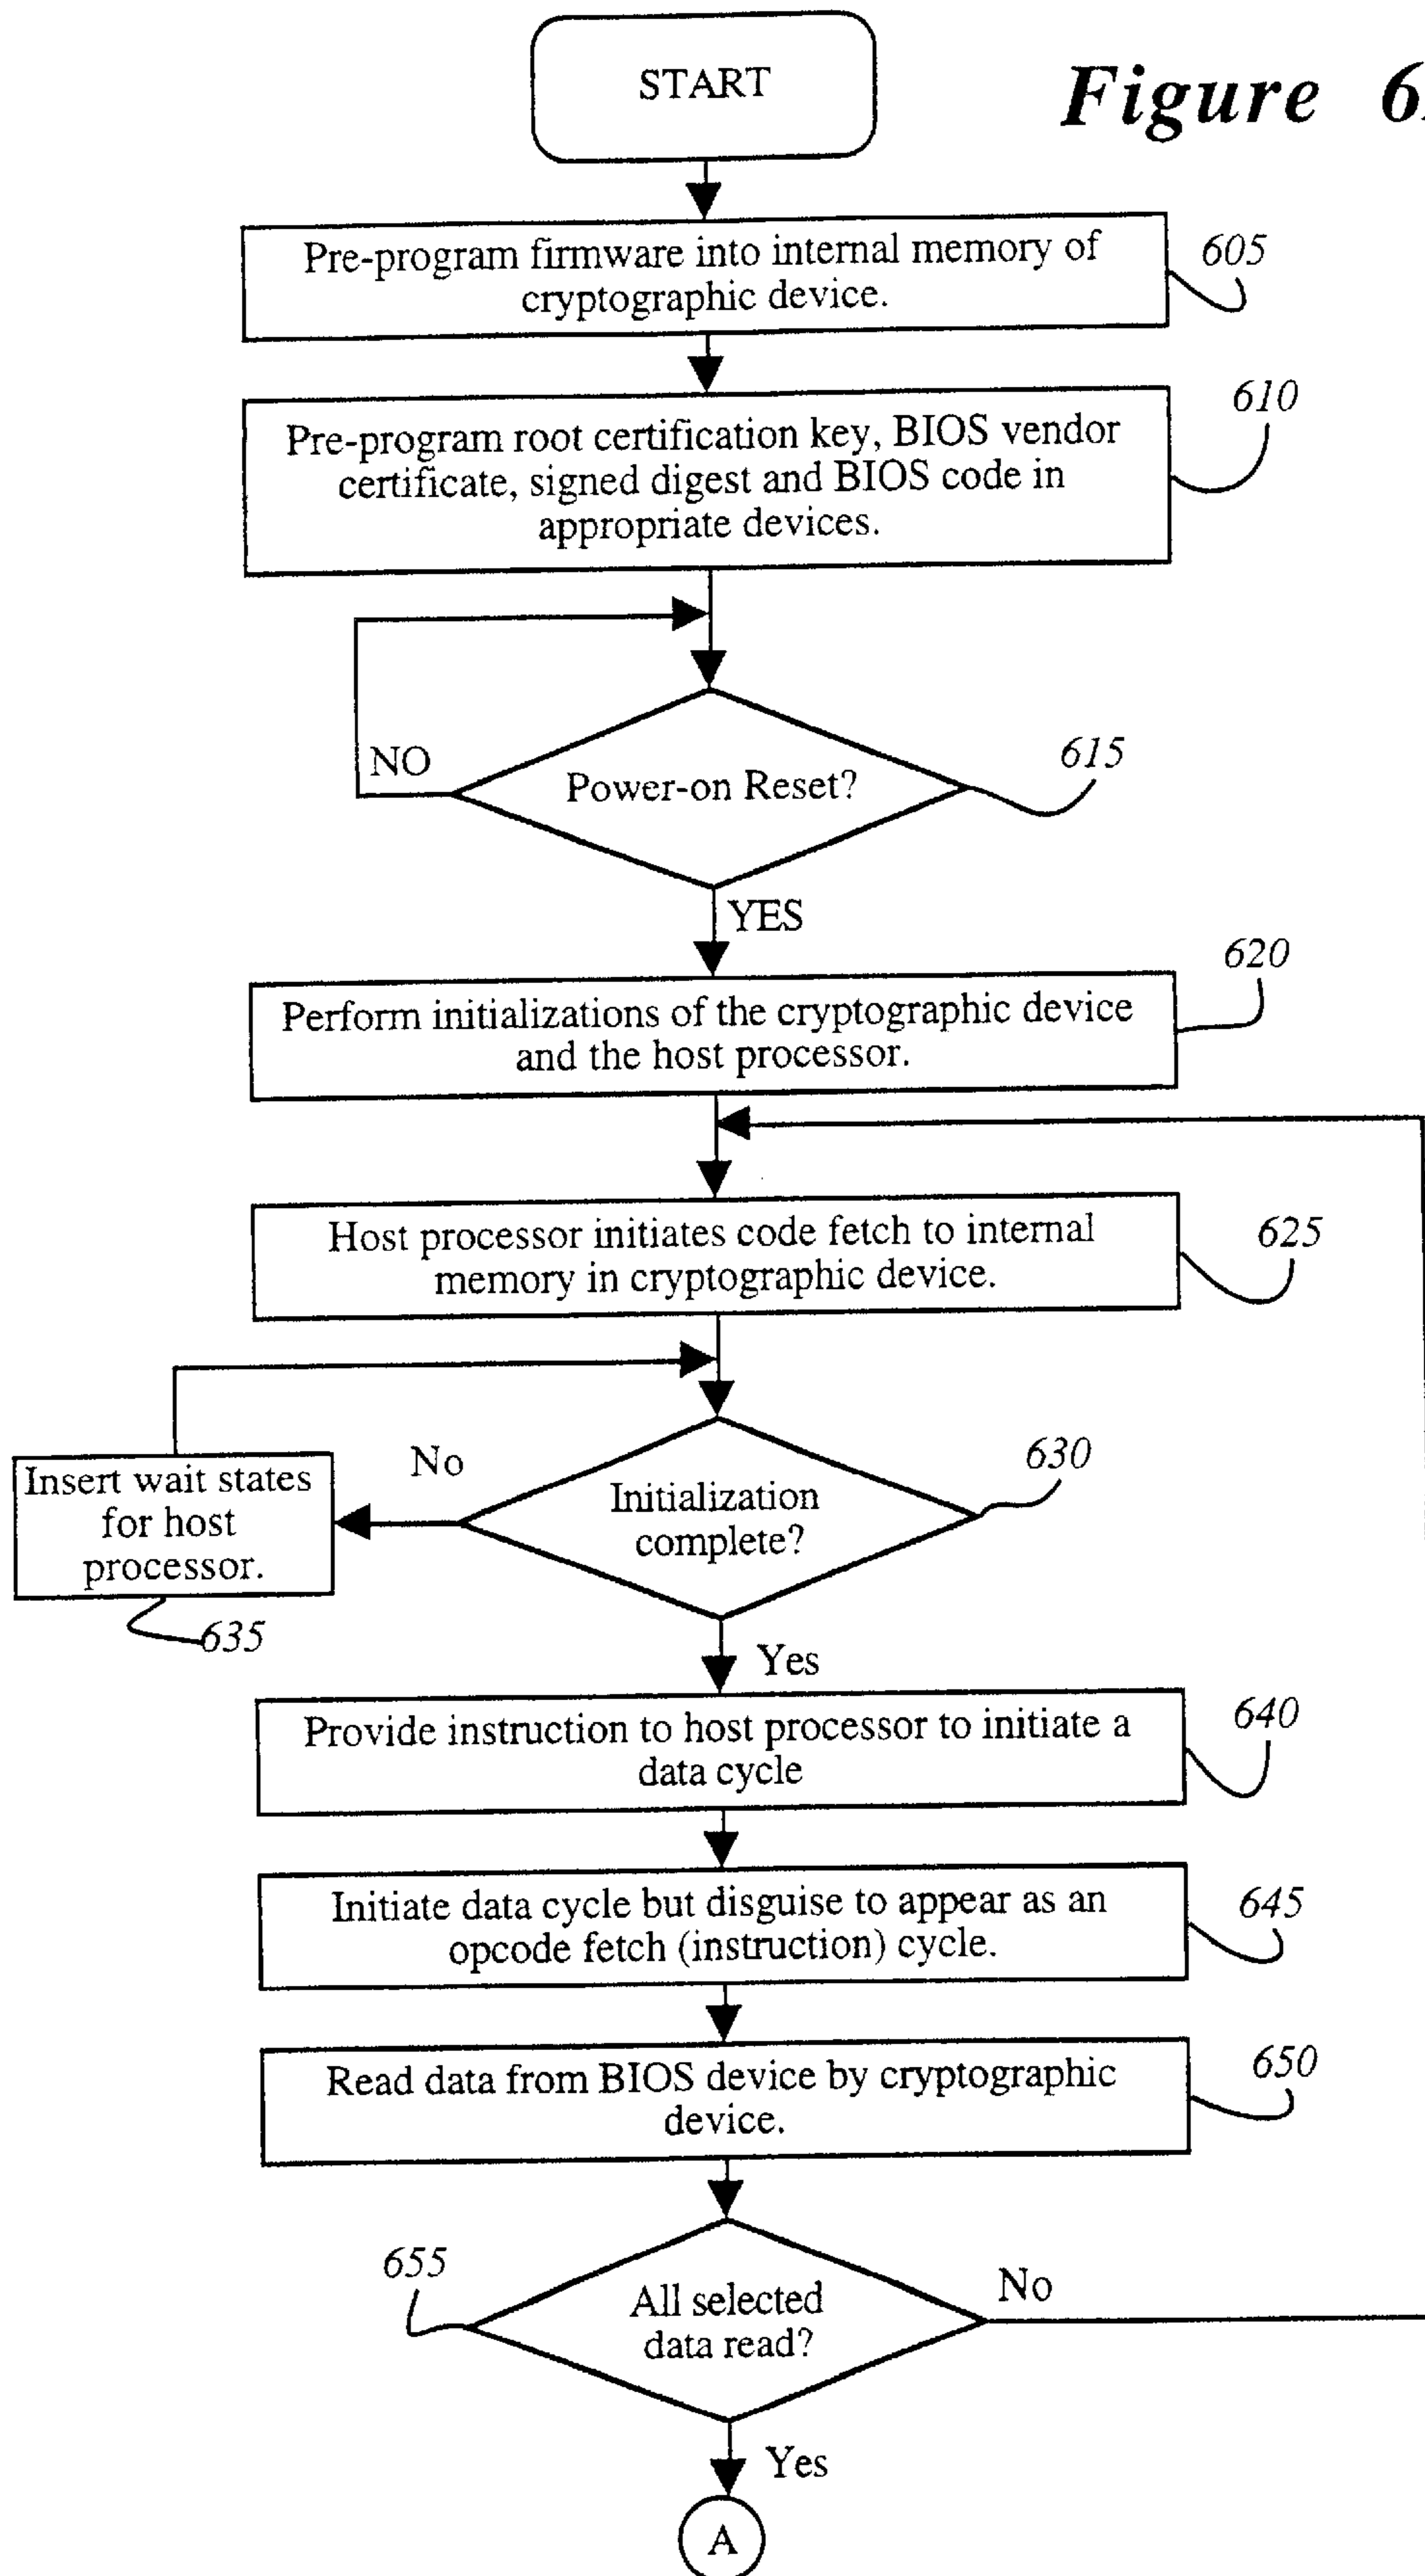 START
Figure 6
Pre-program firmware into internal memory of
cryptographic device.
605
Pre-program root certification key, BIOS vendor
certificate, signed digest and BIOS code in
appropriate devices.
610
NO
Power-on Reset?
615
YES
Perform initializations of the cryptographic device
and the host processor.
620
Host processor initiates code fetch to internal
memory in cryptographic device.
625
Insert wait states
for host
processor.
635
No
Initialization
complete?
630
Yes
Provide instruction to host processor to initiate a
data cycle
640
Initiate data cycle but disguise to appear as an
opcode fetch (instruction) cycle.
645
Read data from BIOS device by cryptographic
device.
650
655
All selected
data read?
No
Yes
A